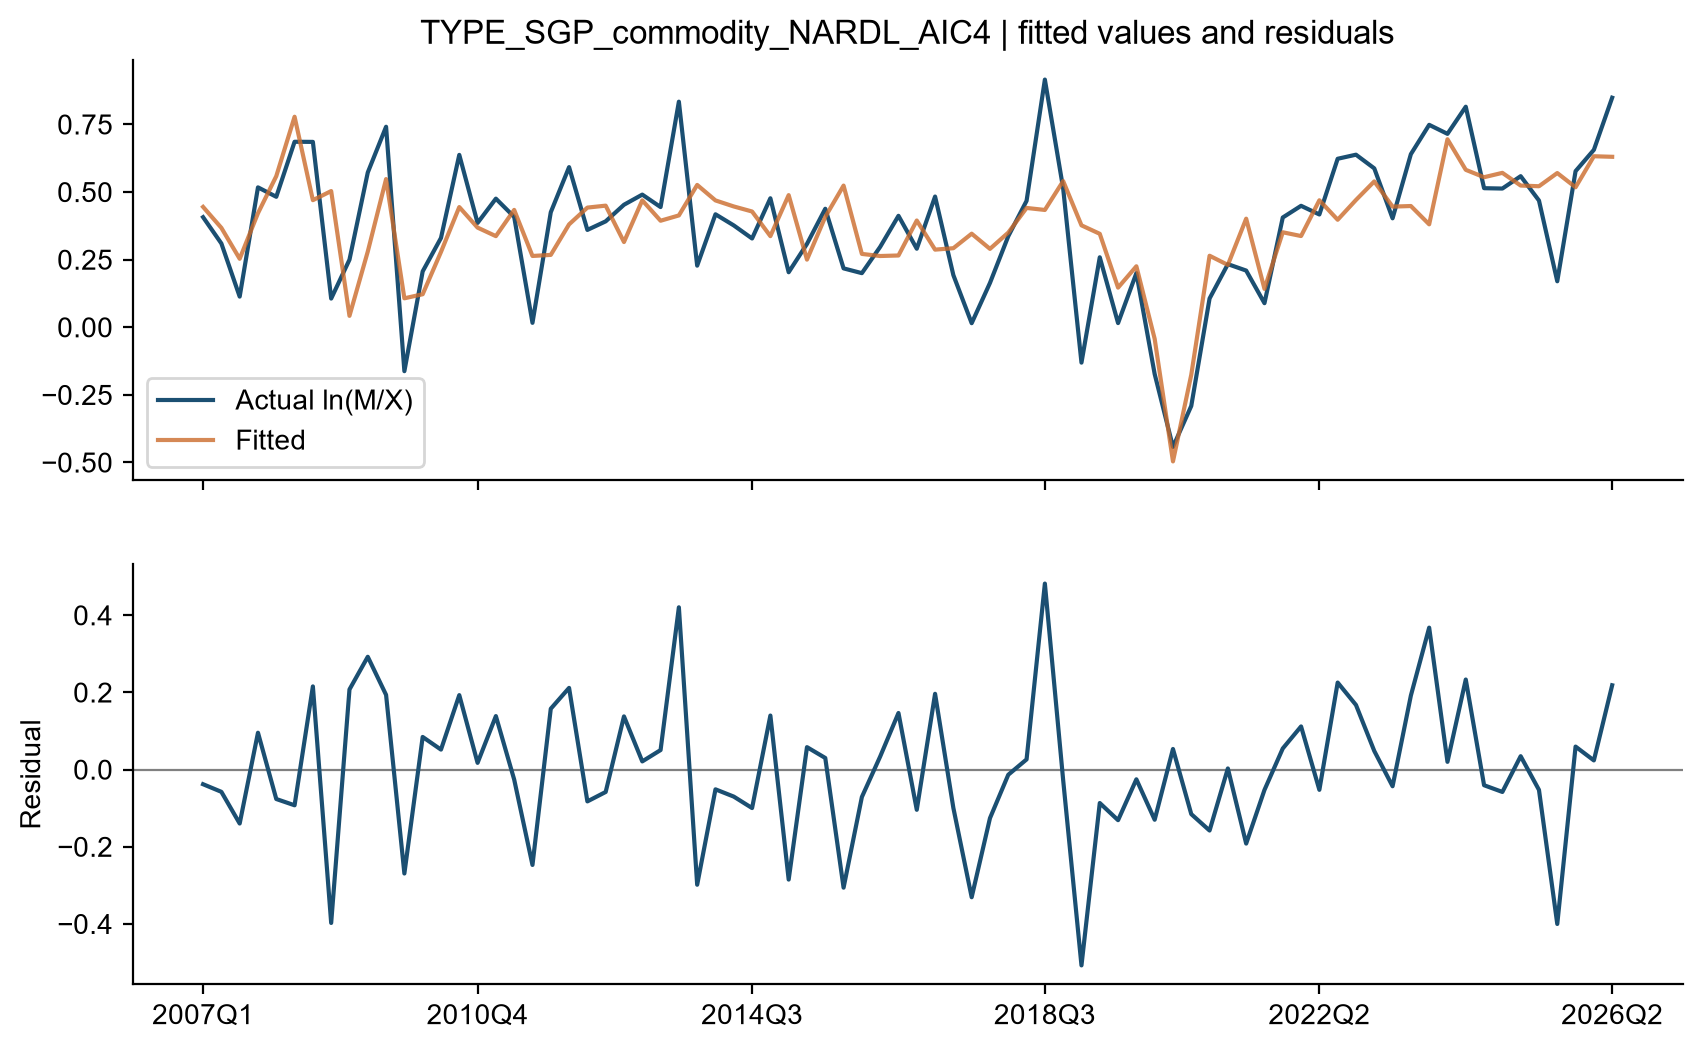 TYPE_SGP_commodity_NARDL_AIC4 | fitted values and residuals
0.75
0.50
0.25
0.00
−0.25
−0.50
Actual ln(M/X)
Fitted
Residual
0.4
0.2
0.0
−0.2
−0.4
2007Q1
2010Q4
2014Q3
2018Q3
2022Q2
2026Q2